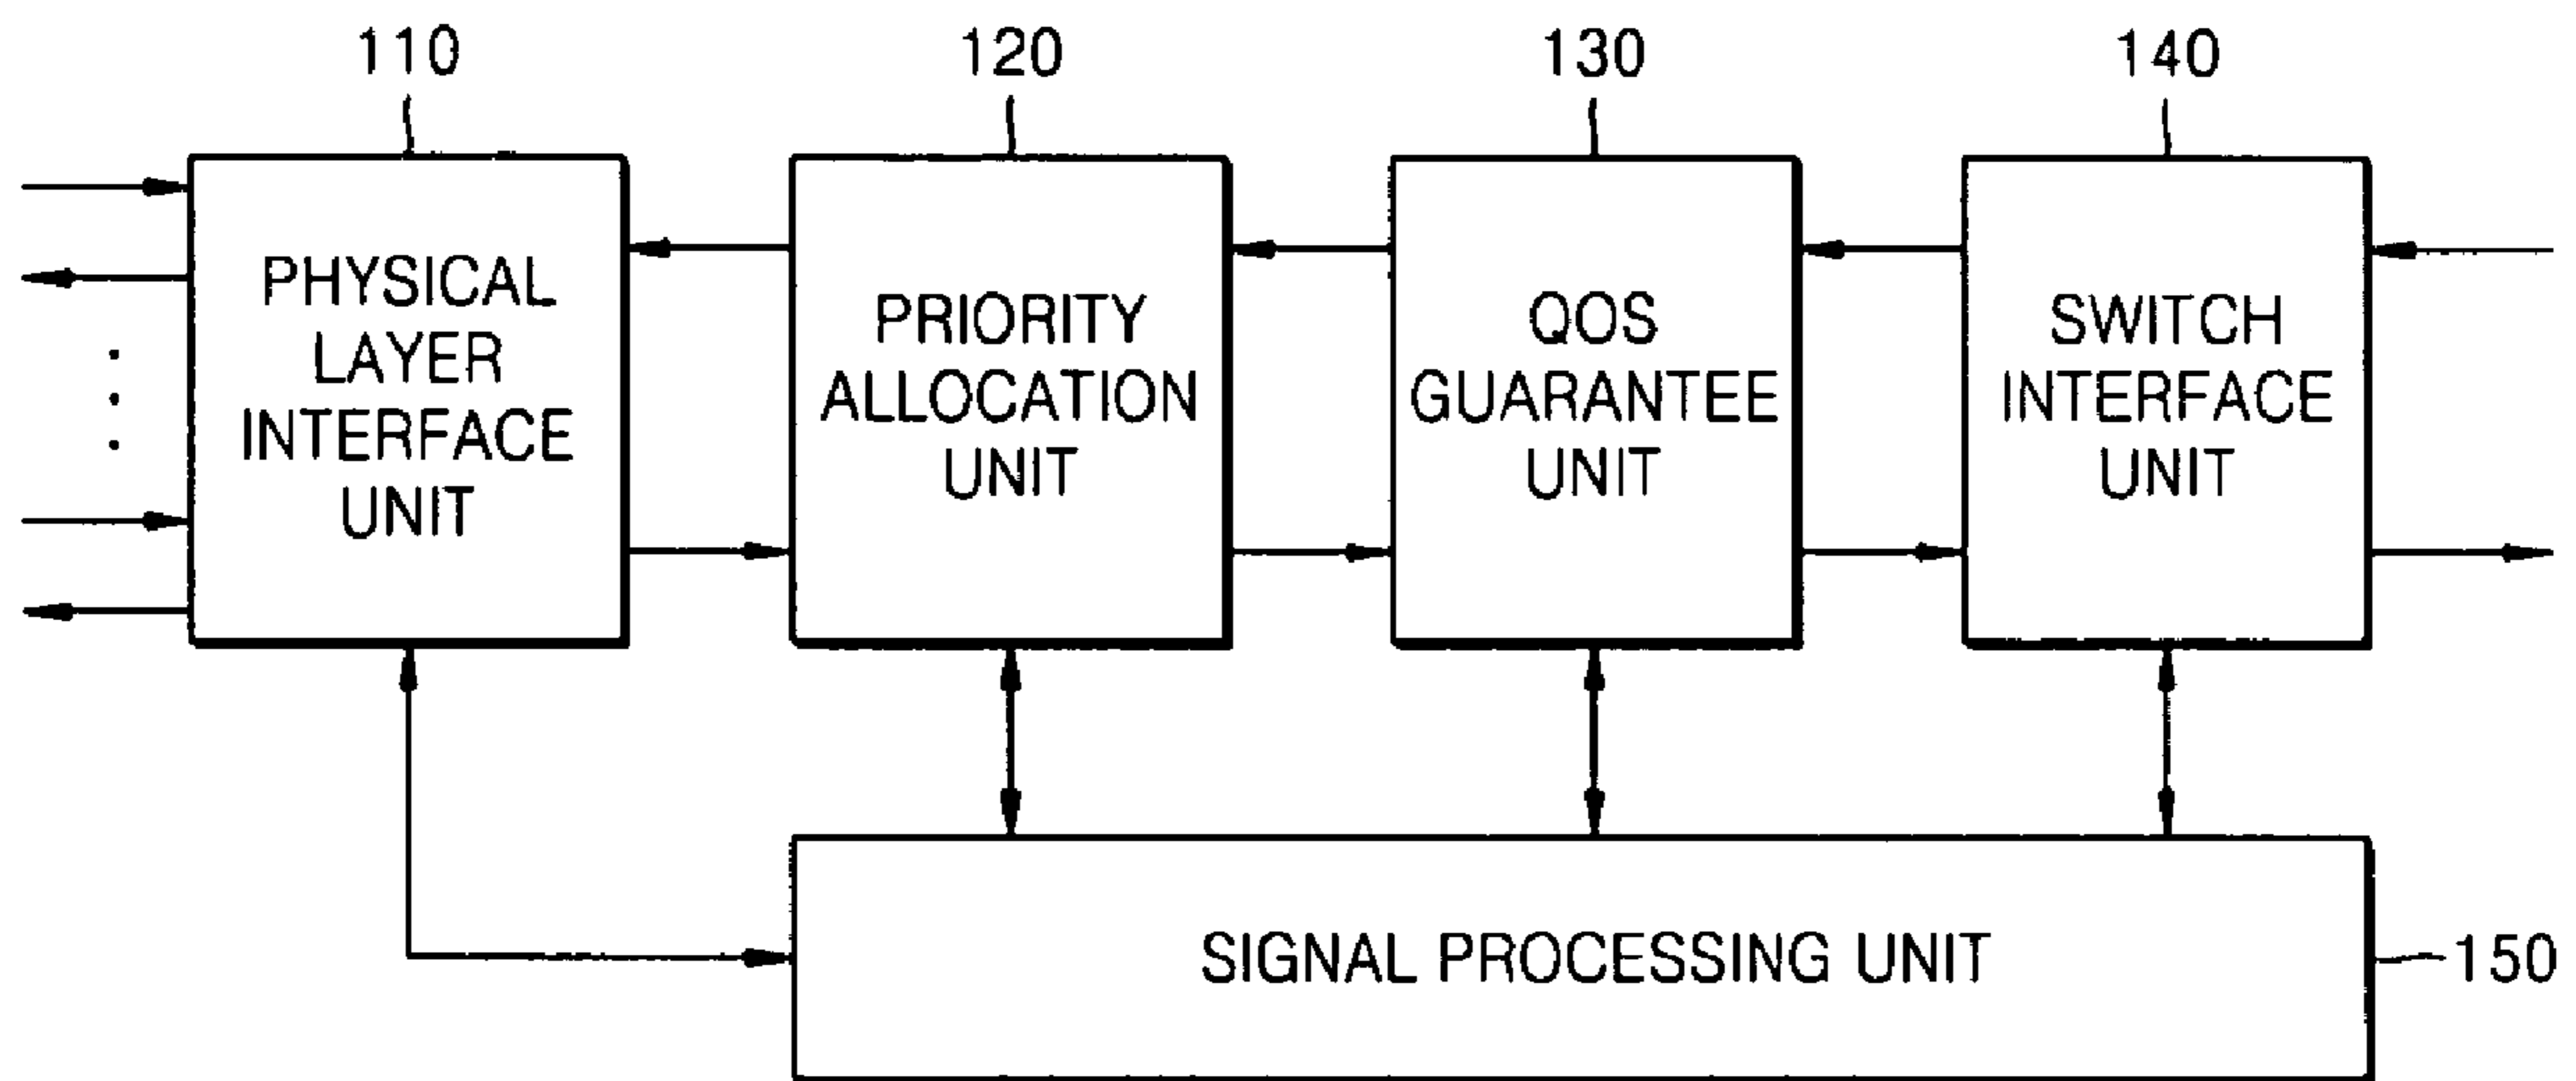 110
120
130
140
PHYSICAL
LAYER
INTERFACE
UNIT
PRIORITY
ALLOCATION
UNIT
QOS
GUARANTEE
UNIT
SWITCH
INTERFACE
UNIT
SIGNAL PROCESSING UNIT
150